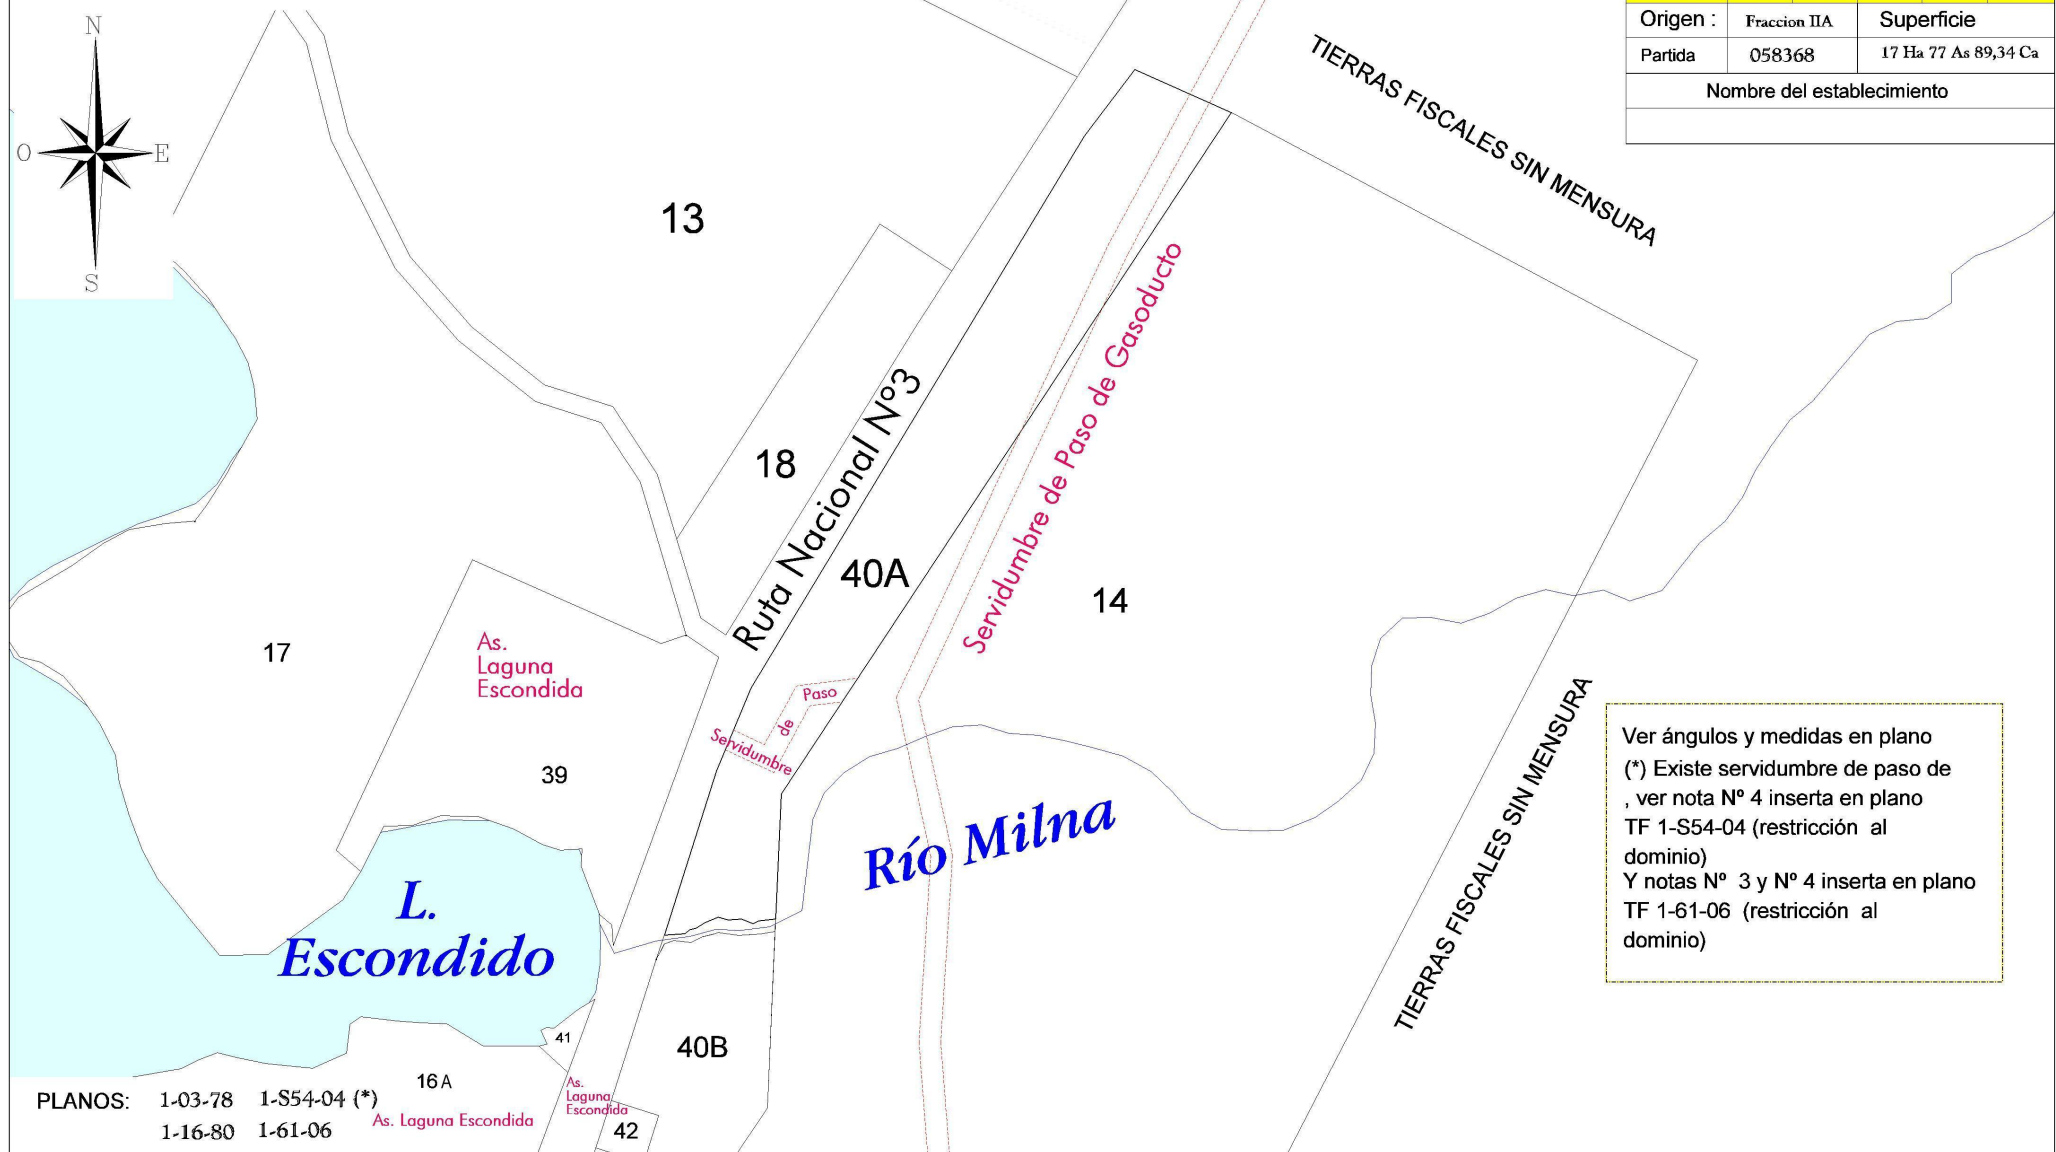 N
O
E
S
Origen :
Fraccion IIA
Superficie
Partida
058368
17 Ha 77 As 89,34 Ca
Nombre del establecimiento
TIERRAS FISCALES SIN MENSURA
13
Servidumbre de Paso de Gasoducto
18
Ruta Nacional Nº3
40A
14
17
As.
Laguna
Escondida
39
Servidumbre
de
Paso
TIERRAS FISCALES SIN MENSURA
Río Milna
Ver ángulos y medidas en plano
(*) Existe servidumbre de paso de
, ver nota Nº 4 inserta en plano
TF 1-S54-04 (restricción al
dominio)
Y notas Nº 3 y Nº 4 inserta en plano
TF 1-61-06 (restricción al
dominio)
L.
Escondido
41
40B
16A
As. Laguna Escondida
As.
Laguna
Escondida
42
PLANOS: 1-03-78 1-S54-04 (*)
1-16-80 1-61-06